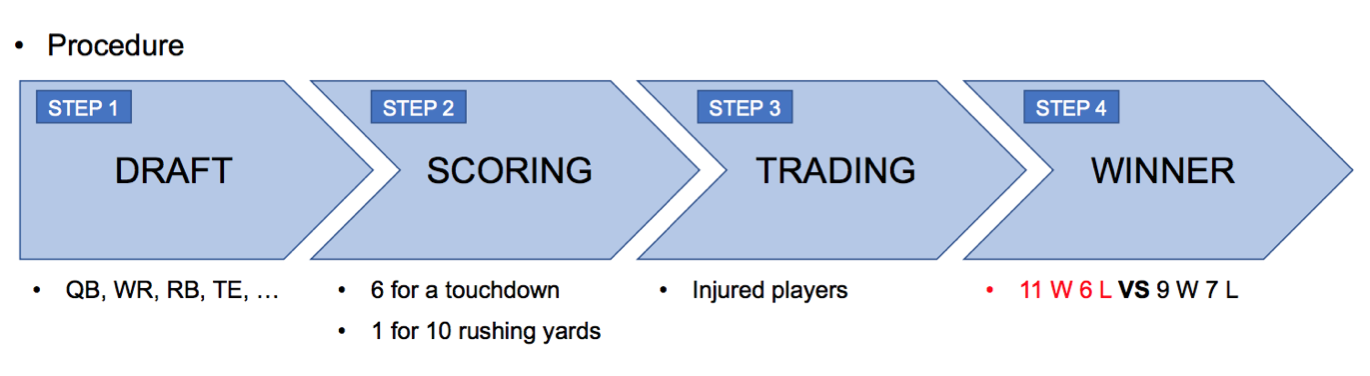 • Procedure
STEP 1
DRAFT
• QB, WR, RB, TE, …
STEP 2
SCORING
• 6 for a touchdown
• 1 for 10 rushing yards
STEP 3
TRADING
• Injured players
STEP 4
WINNER
• 11 W 6 L VS 9 W 7 L